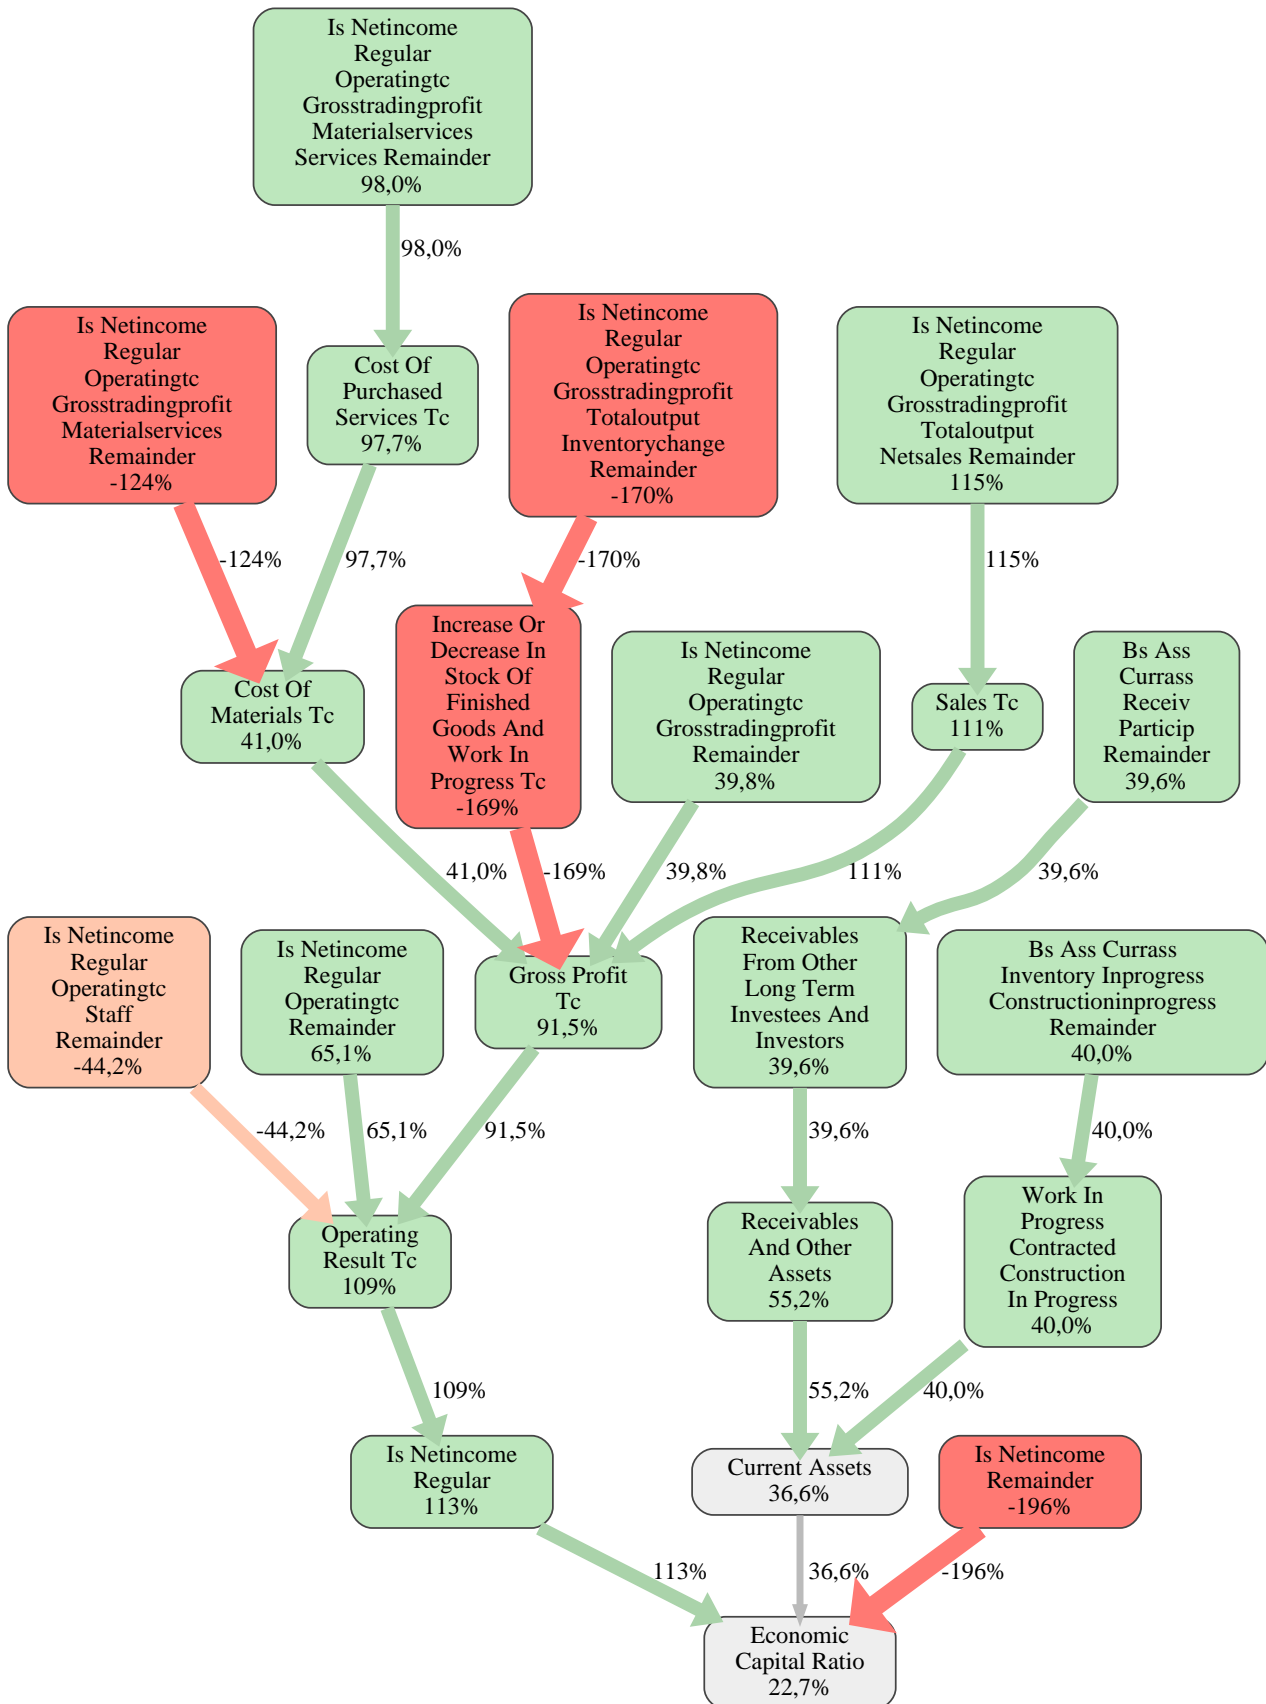 Is Netincome
Regular
Operatingtc
Grosstradingprofit
Materialservices
Services Remainder
98,0%
98,0%
Is Netincome
Regular
Operatingtc
Grosstradingprofit
Materialservices
Remainder
-124%
Cost Of
Purchased
Services Tc
97,7%
Is Netincome
Regular
Operatingtc
Grosstradingprofit
Totaloutput
Inventorychange
Remainder
-170%
Is Netincome
Regular
Operatingtc
Grosstradingprofit
Totaloutput
Netsales Remainder
115%
-124%
97,7%
-170%
115%
Cost Of
Materials Tc
41,0%
Increase Or
Decrease In
Stock Of
Finished
Goods And
Work In
Progress Tc
-169%
Is Netincome
Regular
Operatingtc
Grosstradingprofit
Remainder
39,8%
Sales Tc
111%
Bs Ass
Currass
Receiv
Particip
Remainder
39,6%
41,0%
-169%
39,8%
111%
39,6%
Is Netincome
Regular
Operatingtc
Staff
Remainder
-44,2%
Is Netincome
Regular
Operatingtc
Remainder
65,1%
Gross Profit
Tc
91,5%
Receivables
From Other
Long Term
Investees And
Investors
39,6%
Bs Ass Currass
Inventory Inprogress
Constructioninprogress
Remainder
40,0%
-44,2%
65,1%
91,5%
39,6%
40,0%
Operating
Result Tc
109%
Receivables
And Other
Assets
55,2%
Work In
Progress
Contracted
Construction
In Progress
40,0%
109%
55,2%
40,0%
Is Netincome
Regular
113%
Current Assets
36,6%
Is Netincome
Remainder
-196%
113%
36,6%
-196%
Economic
Capital Ratio
22,7%